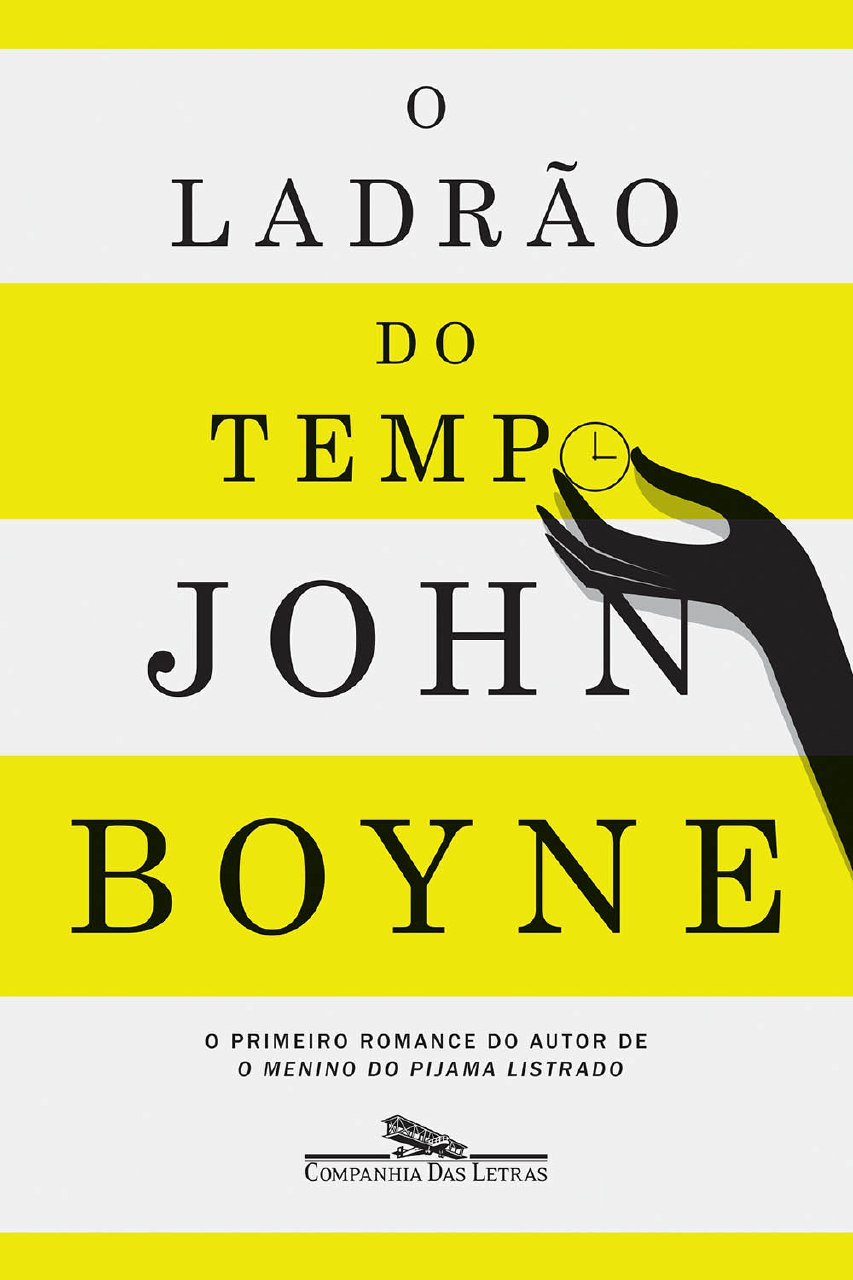 O
LADRÃO
DO
TEMPO
JOHN
BOYNE
O PRIMEIRO ROMANCE DO AUTOR DE
O MENINO DO PIJAMA LISTRADO
COMPANHIA DAS LETRAS